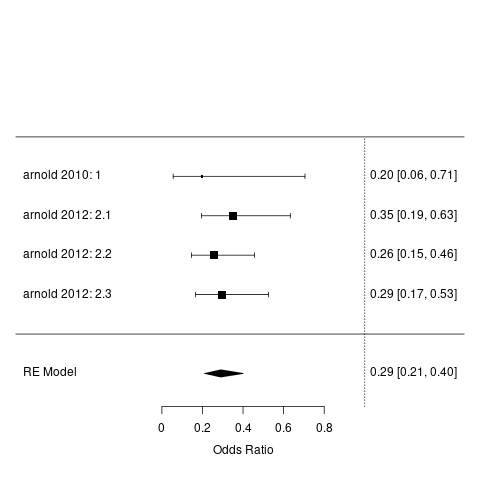 arnold 2010: 1 0.20 [0.06, 0.71]
arnold 2012: 2.1 0.35 [0.19, 0.63]
arnold 2012: 2.2 0.26 [0.15, 0.46]
arnold 2012: 2.3 0.29 [0.17, 0.53]
RE Model 0.29 [0.21, 0.40]
0 0.2 0.4 0.6 0.8
Odds Ratio